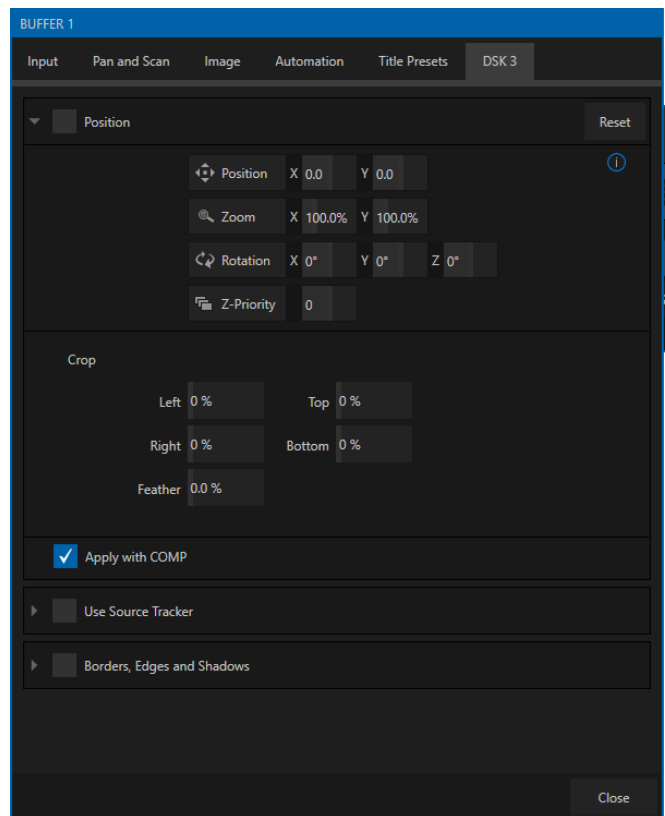 BUFFER 1
Input Pan and Scan Image Automation Title Presets DSK 3
Position Reset
Position X 0.0 Y 0.0
Zoom X 100.0% Y 100.0%
Rotation X 0° Y 0° Z 0°
Z-Priority 0
Crop
Left 0 % Top 0 %
Right 0 % Bottom 0 %
Feather 0.0 %
Apply with COMP
Use Source Tracker
Borders, Edges and Shadows
Close